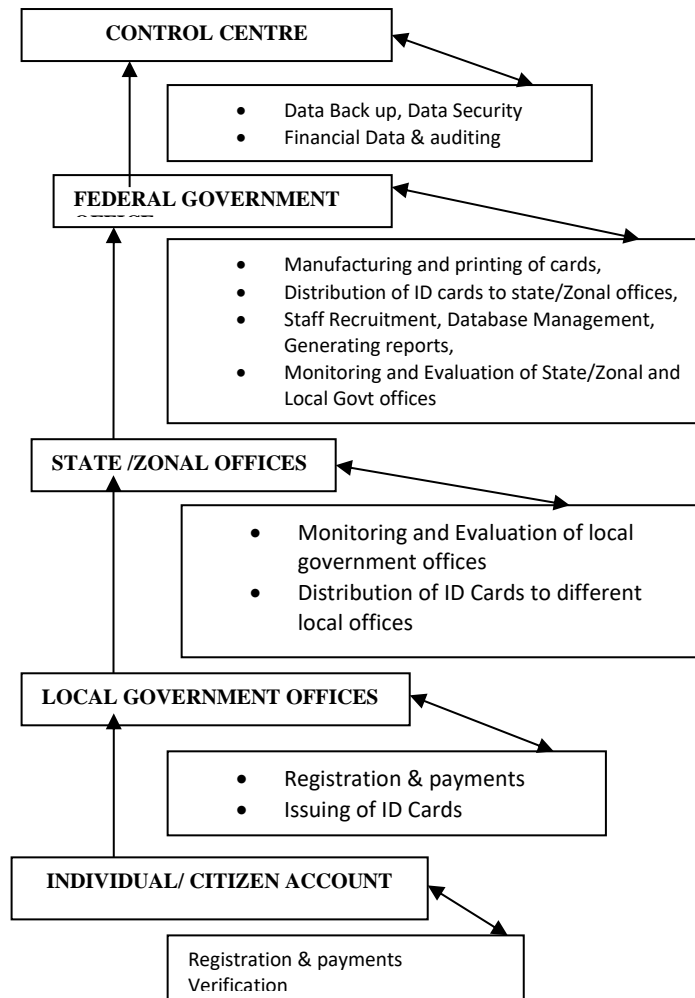 CONTROL CENTRE
• Data Back up, Data Security
• Financial Data & auditing
FEDERAL GOVERNMENT
• Manufacturing and printing of cards,
• Distribution of ID cards to state/Zonal offices,
• Staff Recruitment, Database Management,
Generating reports,
• Monitoring and Evaluation of State/Zonal and
Local Govt offices
STATE /ZONAL OFFICES
• Monitoring and Evaluation of local
government offices
• Distribution of ID Cards to different
local offices
LOCAL GOVERNMENT OFFICES
• Registration & payments
• Issuing of ID Cards
INDIVIDUAL/ CITIZEN ACCOUNT
Registration & payments
Verification